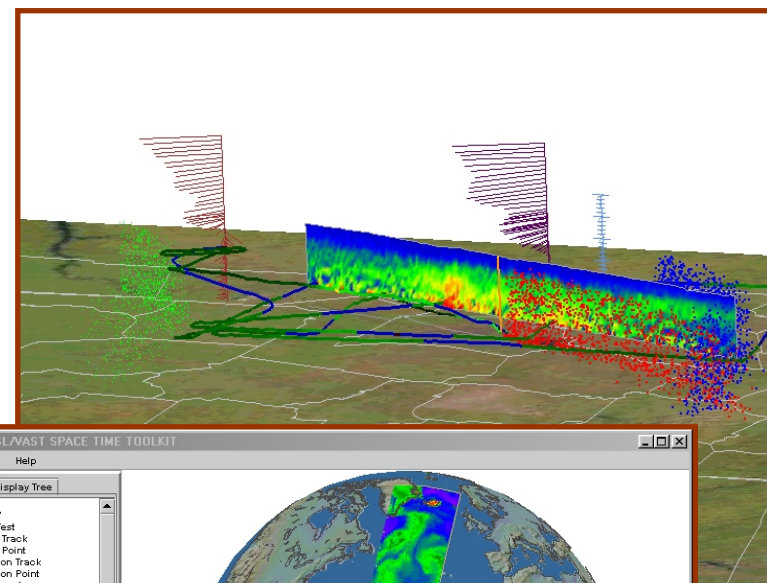 SL/VAST SPACE TIME TOOLKIT
Help
isplay Tree
est
Track
Point
on Track
on Point